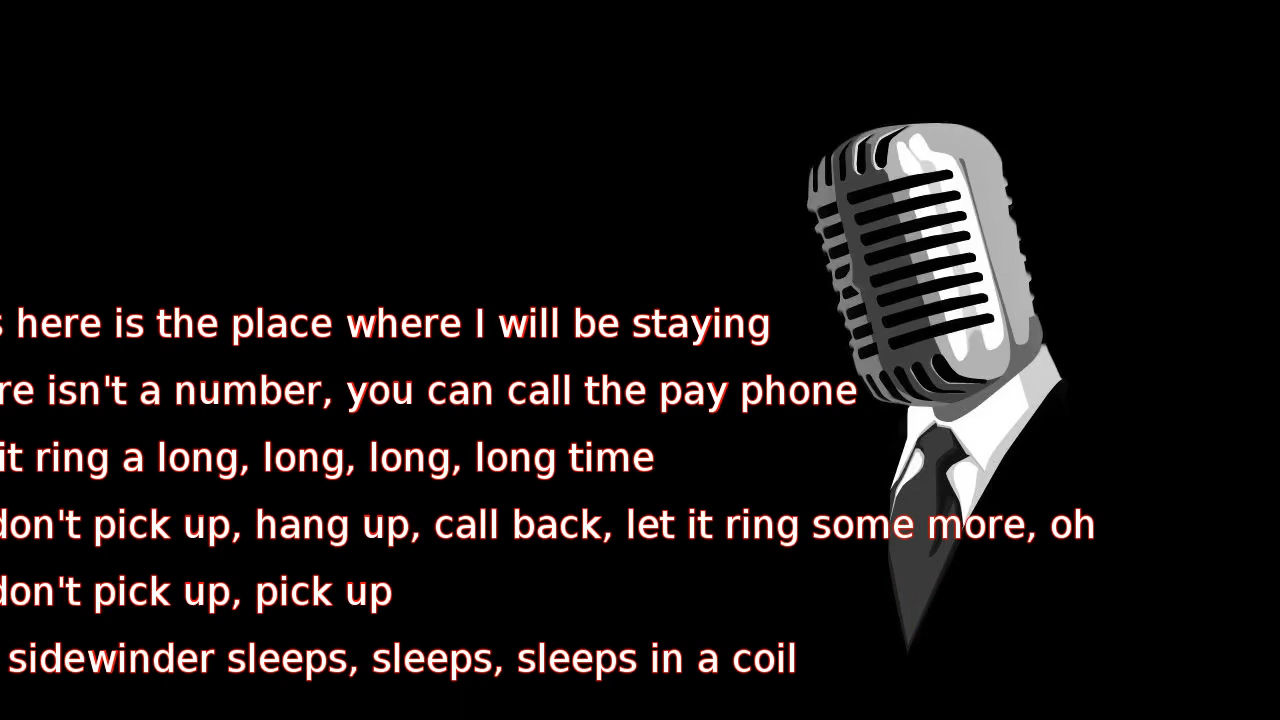 here is the place where I will be staying
isn't a number, you can call the pay phone
it ring a long, long, long, long time
don't pick up, hang up, call back, let it ring some more, oh
don't pick up, pick up
sidewinder sleeps, sleeps, sleeps in a coil